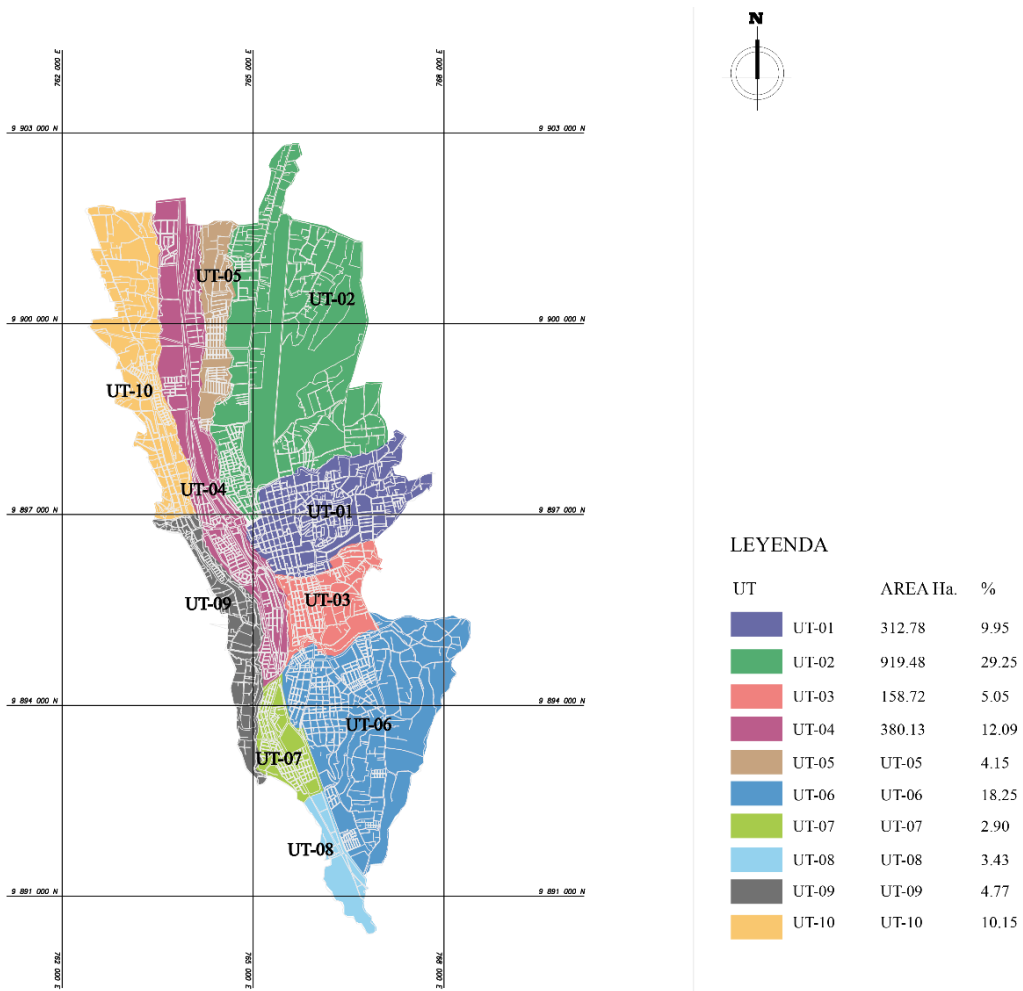 N
762 000 E
765 000 E
768 000 E
9 903 000 N
9 903 000 N
UT-05
UT-02
9 900 000 N
9 900 000 N
UT-10
UT-04
UT-01
9 897 000 N
9 897 000 N
UT-09
UT-03
9 894 000 N
9 894 000 N
UT-06
UT-07
UT-08
9 891 000 N
9 891 000 N
762 000 E
765 000 E
768 000 E
LEYENDA
UT AREA Ha. %
UT-01 312.78 9.95
UT-02 919.48 29.25
UT-03 158.72 5.05
UT-04 380.13 12.09
UT-05 UT-05 4.15
UT-06 UT-06 18.25
UT-07 UT-07 2.90
UT-08 UT-08 3.43
UT-09 UT-09 4.77
UT-10 UT-10 10.15